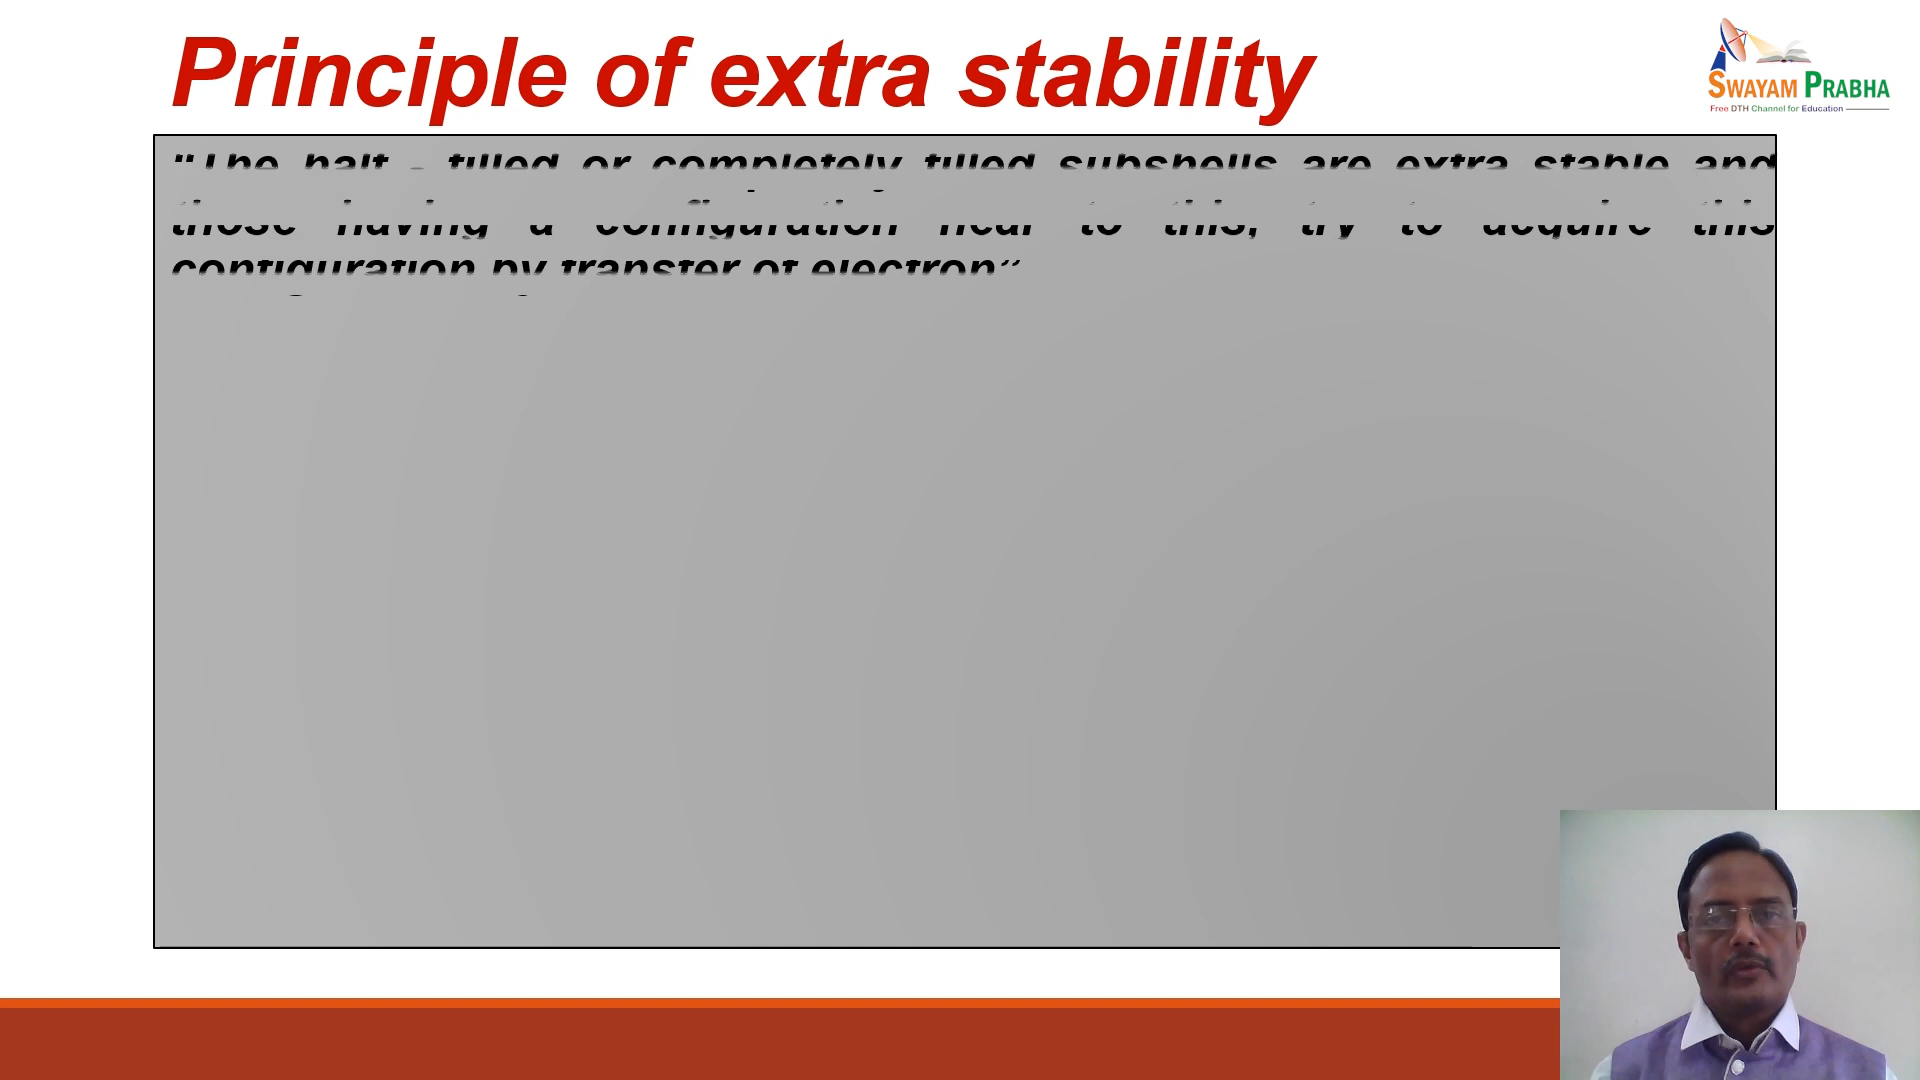 Principle of extra stability
SWAYAM PRABHA
Free DTH Channel for Education
"The half - filled or completely filled subshells are extra stable and
those having a configuration near to this, try to acquire this
configuration by transfer of electron”